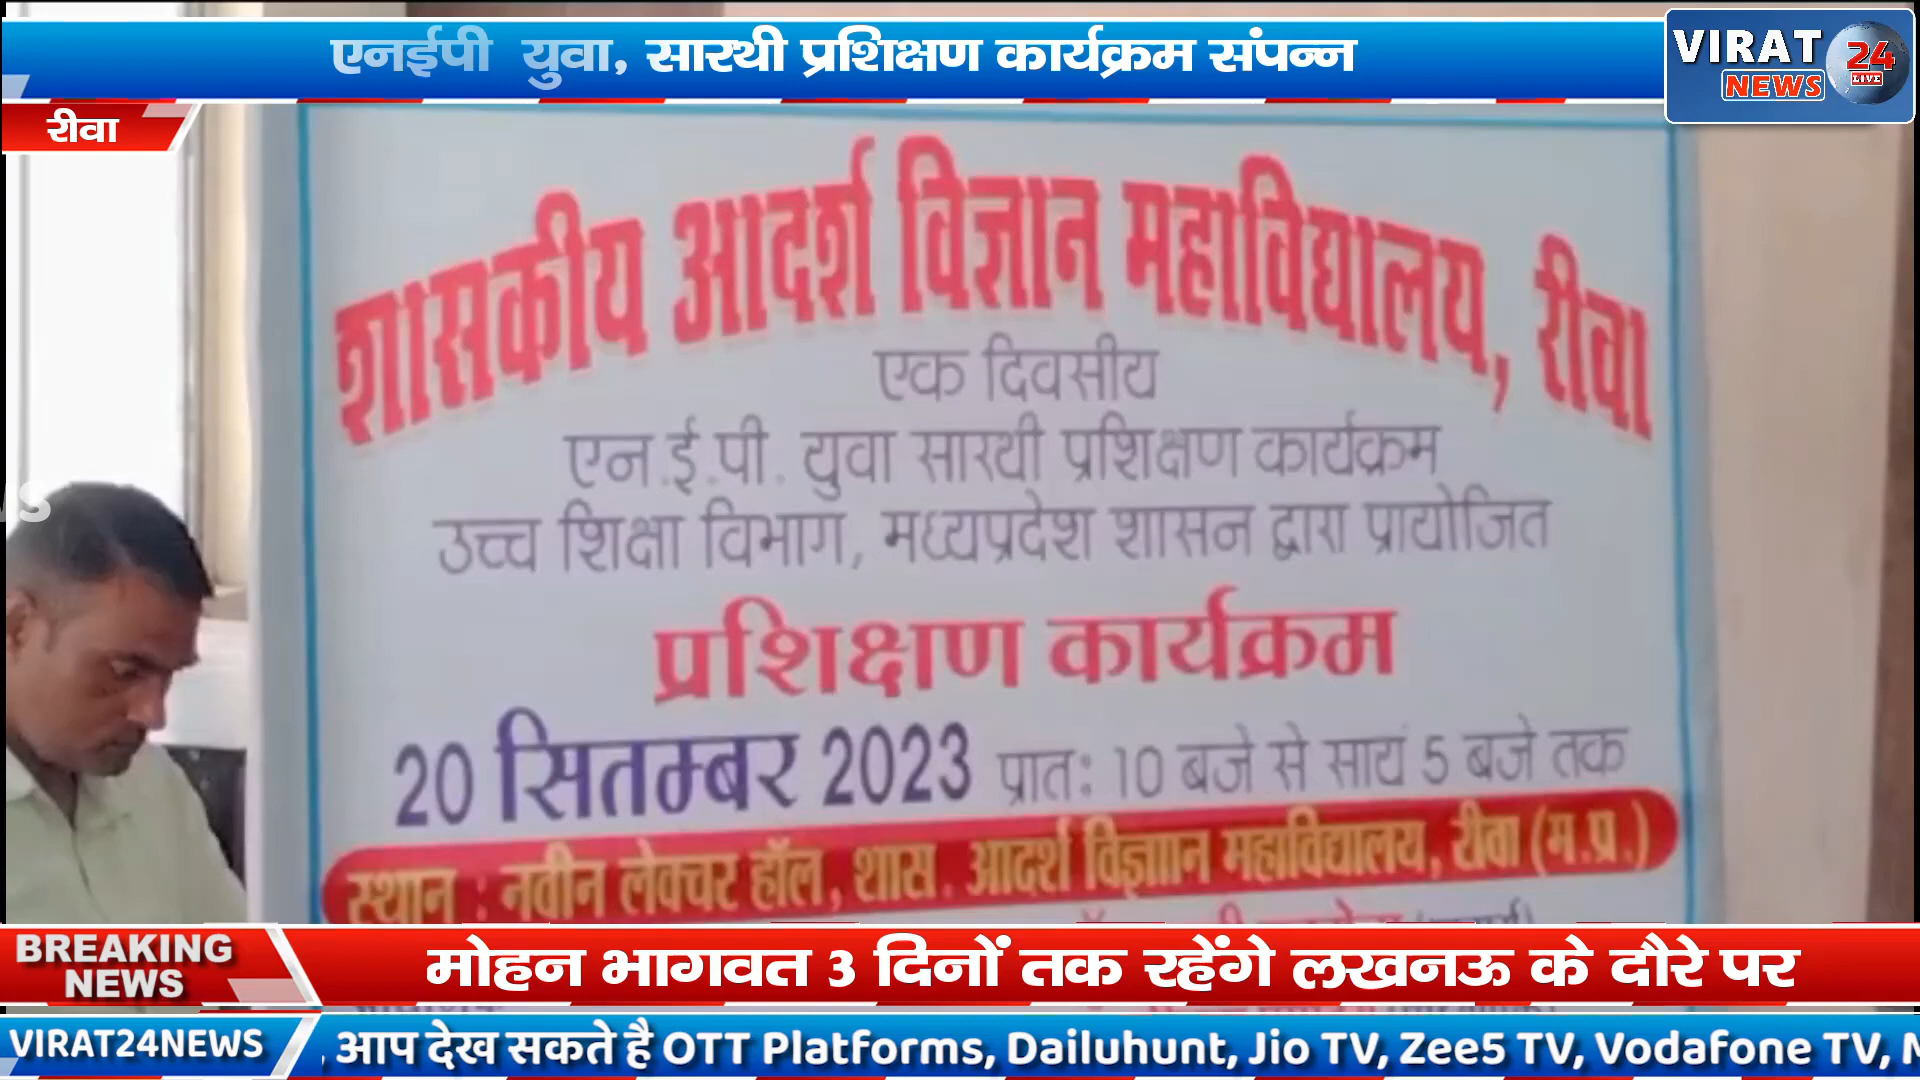 एनईपी युवा, सारथी प्रशिक्षण कार्यक्रम संपन्न
VIRAT
NEWS
24
LIVE
रीवा
शासकीय आदर्श विज्ञान महाविद्यालय, रीवा
एक दिवसीय
एन.ई.पी. युवा सारथी प्रशिक्षण कार्यक्रम
उच्च शिक्षा विभाग, मध्यप्रदेश शासन द्वारा प्रायोजित
प्रशिक्षण कार्यक्रम
20 सितम्बर 2023 प्रातः 10 बजे से सायं 5 बजे तक
स्थान : नवीन लेक्चर हॉल, शास. आदर्श विज्ञाान महाविद्यालय, रीवा (म.प्र.)
BREAKING
NEWS
मोहन भागवत 3 दिनों तक रहेंगे लखनऊ के दौरे पर
VIRAT24NEWS
, आप देख सकते है OTT Platforms, Dailuhunt, Jio TV, Zee5 TV, Vodafone TV,